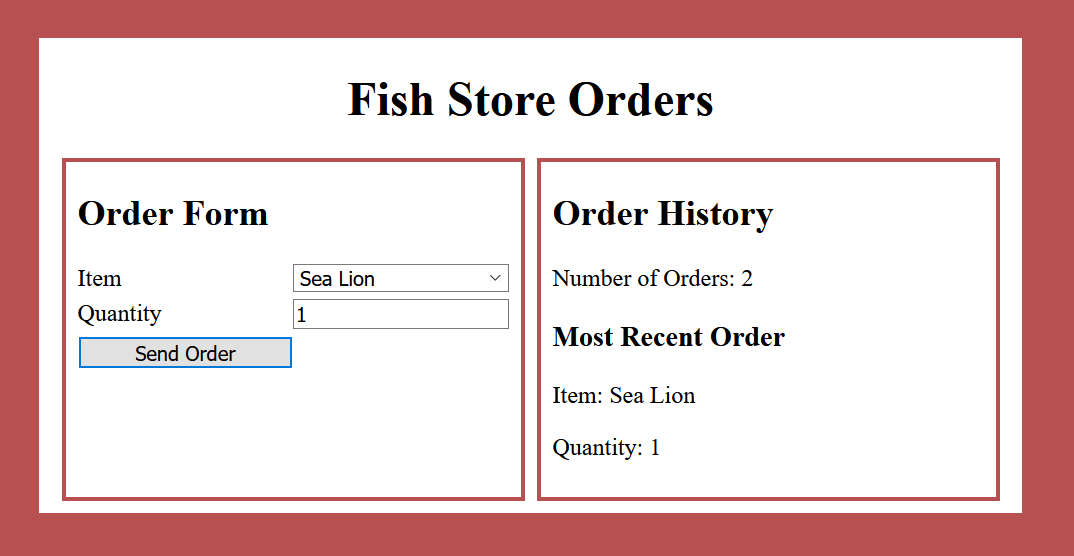 Fish Store Orders
Order Form
Item Sea Lion
Quantity 1
Send Order
Order History
Number of Orders: 2
Most Recent Order
Item: Sea Lion
Quantity: 1